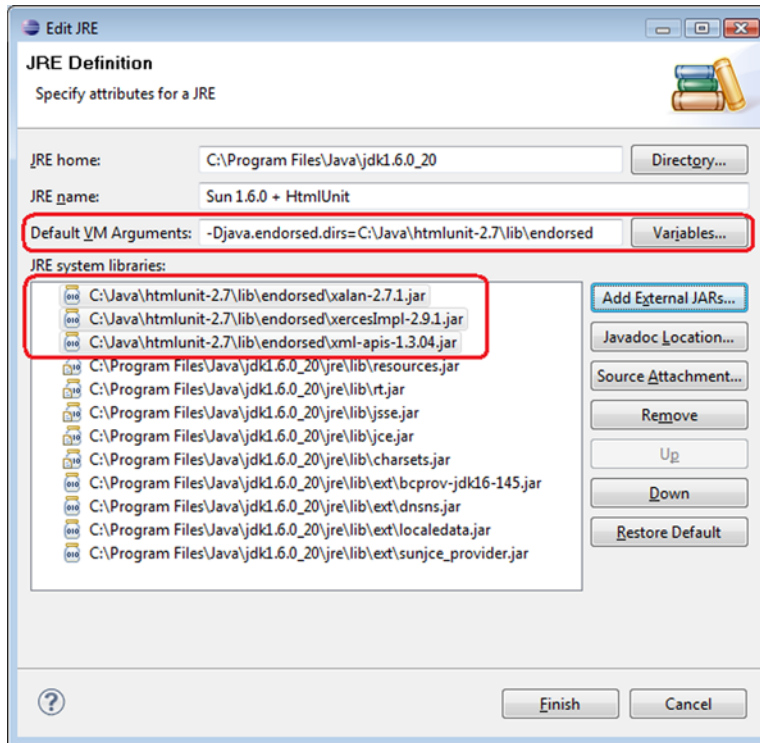 Edit JRE
JRE Definition
Specify attributes for a JRE
JRE home:
C:\Program Files\Java\jdk1.6.0_20
Directory...
JRE name:
Sun 1.6.0 + HtmlUnit
Default VM Arguments:
-Djava.endorsed.dirs=C:\Java\htmlunit-2.7\lib\endorsed
Variables...
JRE system libraries:
C:\Java\htmlunit-2.7\lib\endorsed\xalan-2.7.1.jar
C:\Java\htmlunit-2.7\lib\endorsed\xercesImpl-2.9.1.jar
C:\Java\htmlunit-2.7\lib\endorsed\xml-apis-1.3.04.jar
C:\Program Files\Java\jdk1.6.0_20\jre\lib\resources.jar
C:\Program Files\Java\jdk1.6.0_20\jre\lib\rt.jar
C:\Program Files\Java\jdk1.6.0_20\jre\lib\jsse.jar
C:\Program Files\Java\jdk1.6.0_20\jre\lib\jce.jar
C:\Program Files\Java\jdk1.6.0_20\jre\lib\charsets.jar
C:\Program Files\Java\jdk1.6.0_20\jre\lib\ext\bcprov-jdk16-145.jar
C:\Program Files\Java\jdk1.6.0_20\jre\lib\ext\dnsns.jar
C:\Program Files\Java\jdk1.6.0_20\jre\lib\ext\localedata.jar
C:\Program Files\Java\jdk1.6.0_20\jre\lib\ext\sunjce_provider.jar
Add External JARs...
Javadoc Location...
Source Attachment...
Remove
Up
Down
Restore Default
?
Finish
Cancel